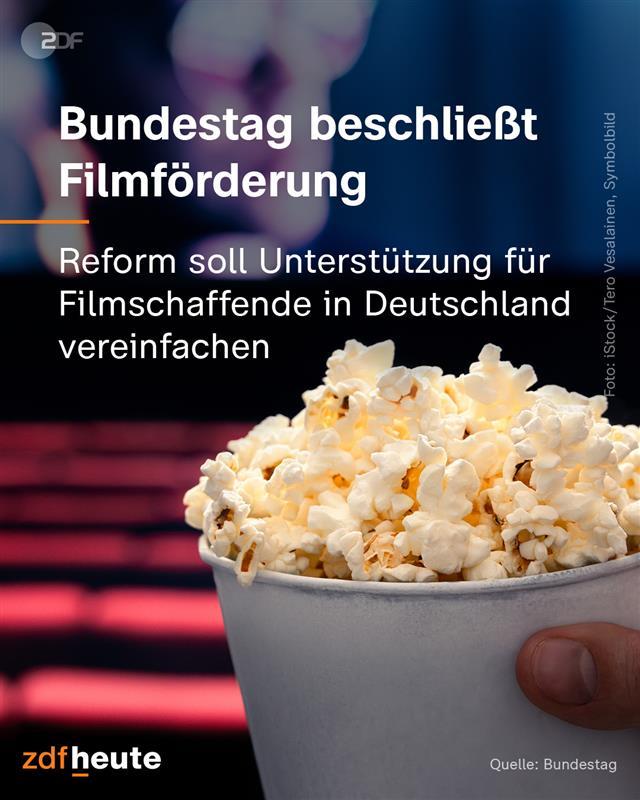 ZDF
Bundestag beschließt
Filmförderung
Reform soll Unterstützung für
Filmschaffende in Deutschland
vereinfachen
Foto: iStock/Tero Vesalainen, Symbolbild
zdfheute
Quelle: Bundestag